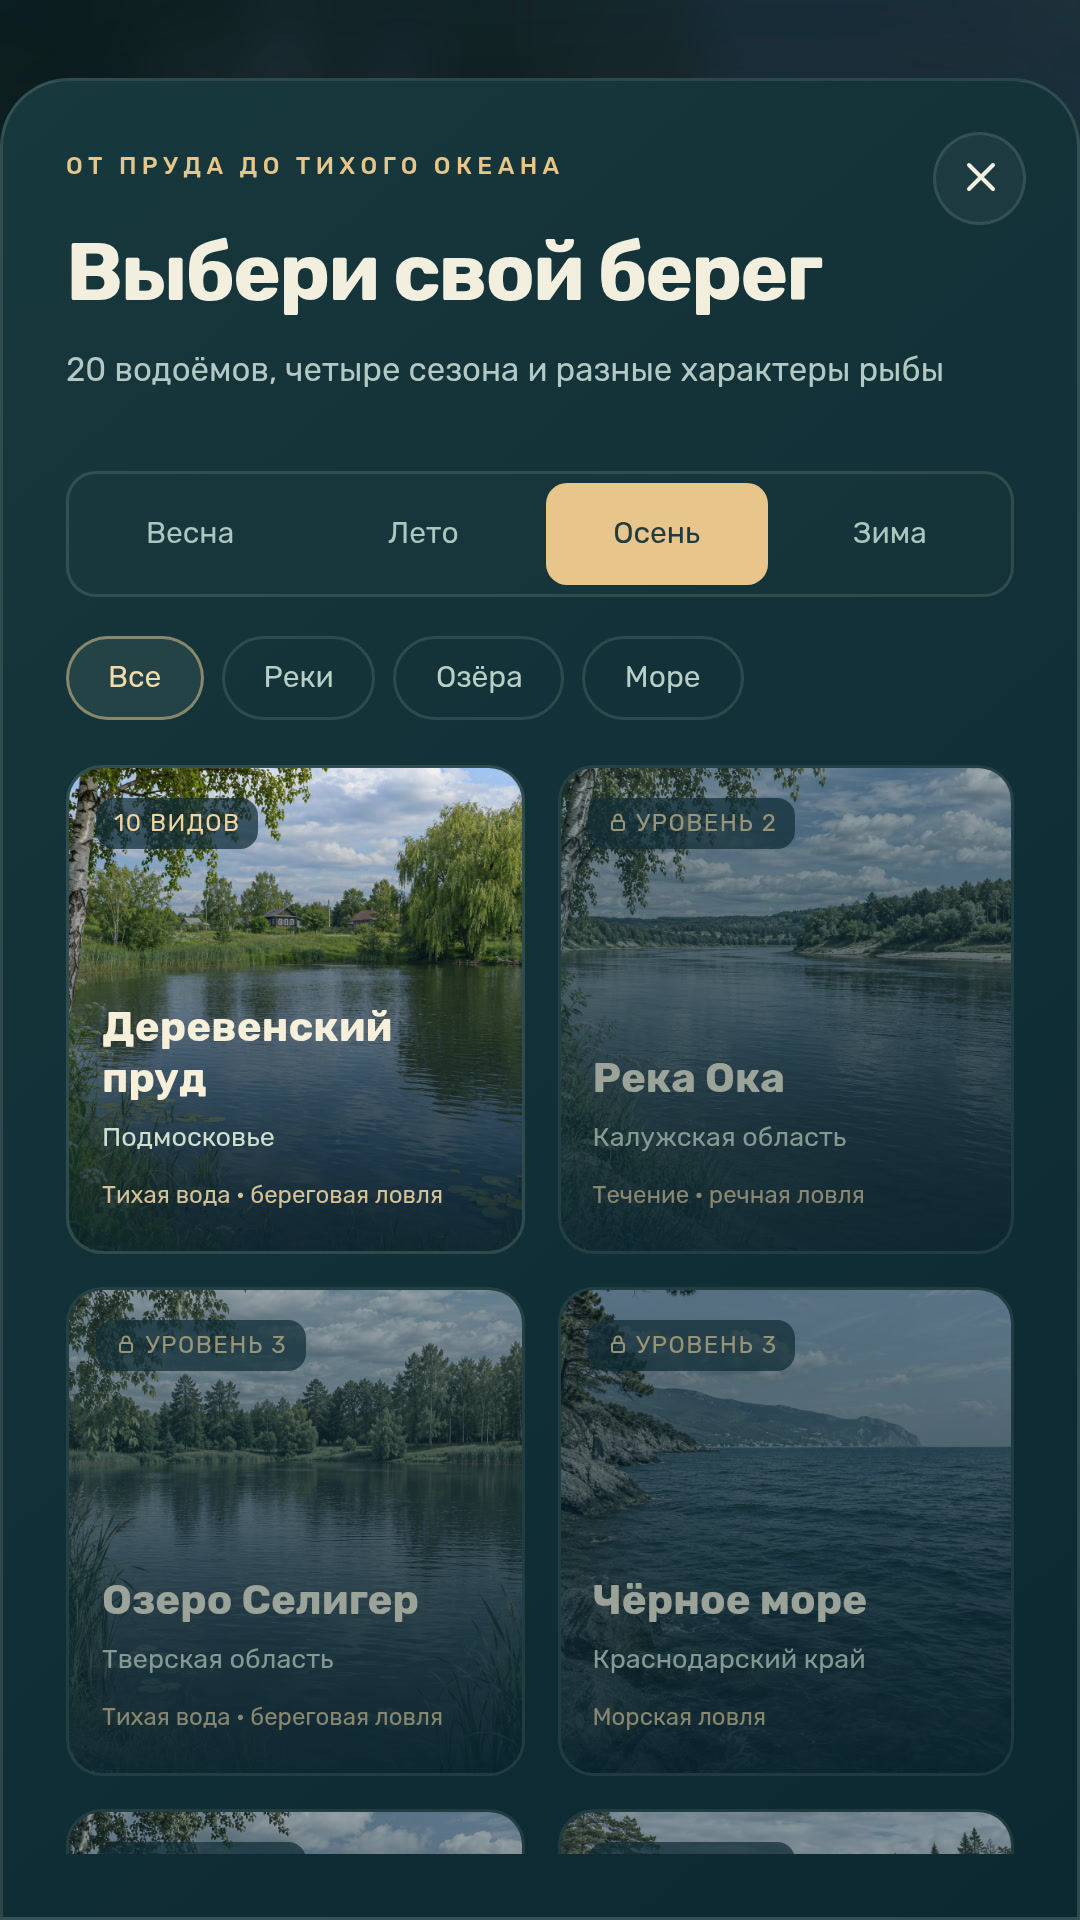 ОТ ПРУДА ДО ТИХОГО ОКЕАНА
Выбери свой берег
20 водоёмов, четыре сезона и разные характеры рыбы
Весна Лето Осень Зима
Все Реки Озёра Море
10 ВИДОВ
Деревенский
пруд
Подмосковье
Тихая вода • береговая ловля
УРОВЕНЬ 2
Река Ока
Калужская область
Течение • речная ловля
УРОВЕНЬ 3
Озеро Селигер
Тверская область
Тихая вода • береговая ловля
УРОВЕНЬ 3
Чёрное море
Краснодарский край
Морская ловля